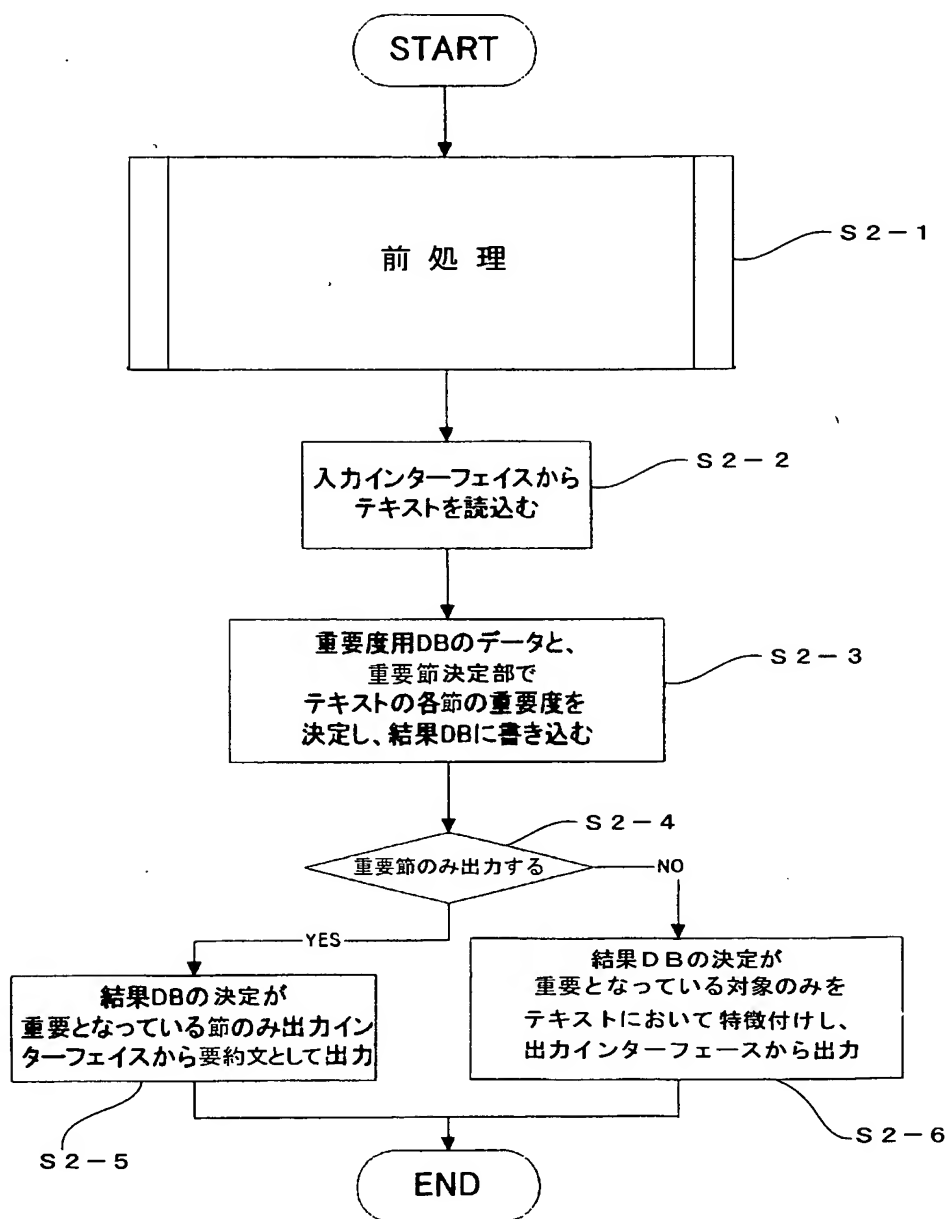 START
前処理
S2-1
入力インターフェイスから
テキストを読込む
S2-2
重要度用DBのデータと、
重要節決定部で
テキストの各節の重要度を
決定し、結果DBに書き込む
S2-3
重要節のみ出力する
S2-4
YES
NO
結果DBの決定が
重要となっている節のみ出力イン
ターフェイスから要約文として出力
S2-5
結果DBの決定が
重要となっている対象のみを
テキストにおいて特徴付けし、
出力インターフェースから出力
S2-6
END